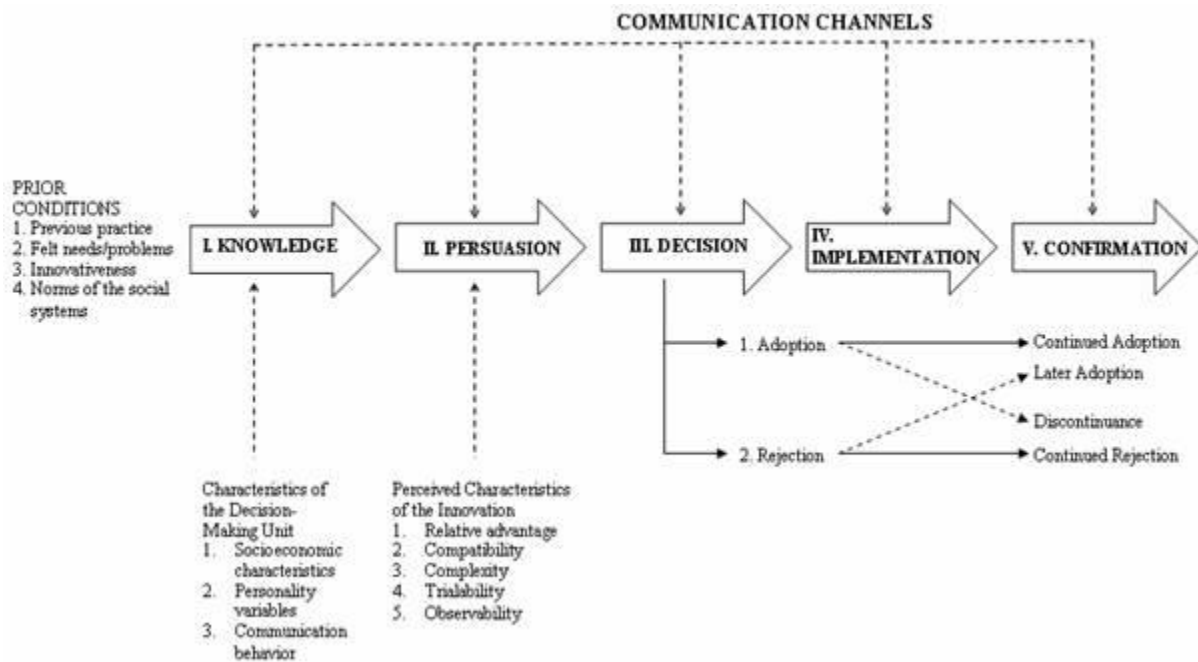 COMMUNICATION CHANNELS
PRIOR
CONDITIONS
1. Previous practice
2. Felt needs/problems
3. Innovativeness
4. Norms of the social
systems
I. KNOWLEDGE
II. PERSUASION
III. DECISION
IV.
IMPLEMENTATION
V. CONFIRMATION
1. Adoption
2. Rejection
Continued Adoption
Later Adoption
Discontinuance
Continued Rejection
Characteristics of
the Decision-
Making Unit
1. Socioeconomic
characteristics
2. Personality
variables
3. Communication
behavior
Perceived Characteristics
of the Innovation
1. Relative advantage
2. Compatibility
3. Complexity
4. Trialability
5. Observability